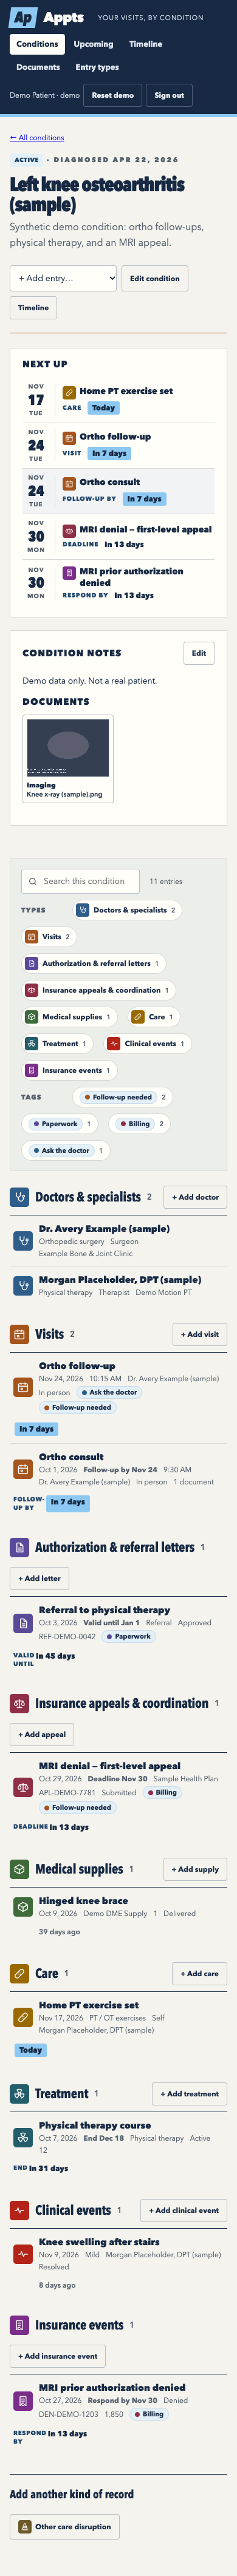 Ap Appts YOUR VISITS, BY CONDITION
Conditions Upcoming Timeline
Documents Entry types
Demo Patient · demo Reset demo Sign out
← All conditions
ACTIVE · DIAGNOSED APR 22, 2026
Left knee osteoarthritis
(sample)
Synthetic demo condition: ortho follow-ups,
physical therapy, and an MRI appeal.
+ Add entry… Edit condition
Timeline
NEXT UP
NOV
17
TUE
Home PT exercise set
CARE Today
NOV
24
TUE
Ortho follow-up
VISIT In 7 days
NOV
24
TUE
Ortho consult
FOLLOW-UP BY In 7 days
NOV
30
MON
MRI denial — first-level appeal
DEADLINE In 13 days
NOV
30
MON
MRI prior authorization
denied
RESPOND BY In 13 days
CONDITION NOTES Edit
Demo data only. Not a real patient.
DOCUMENTS
Imaging
Knee x-ray (sample).png
Search this condition 11 entries
TYPES Doctors & specialists 2
Visits 2
Authorization & referral letters 1
Insurance appeals & coordination 1
Medical supplies 1 Care 1
Treatment 1 Clinical events 1
Insurance events 1
TAGS Follow-up needed 2
Paperwork 1 Billing 2
Ask the doctor 1
Doctors & specialists 2 + Add doctor
Dr. Avery Example (sample)
Orthopedic surgery Surgeon
Example Bone & Joint Clinic
Morgan Placeholder, DPT (sample)
Physical therapy Therapist Demo Motion PT
Visits 2 + Add visit
Ortho follow-up
Nov 24, 2026 10:15 AM Dr. Avery Example (sample)
In person Ask the doctor
Follow-up needed
In 7 days
Ortho consult
Oct 1, 2026 Follow-up by Nov 24 9:30 AM
Dr. Avery Example (sample) In person 1 document
FOLLOW-
UP BY In 7 days
Authorization & referral letters 1
+ Add letter
Referral to physical therapy
Oct 3, 2026 Valid until Jan 1 Referral Approved
REF-DEMO-0042 Paperwork
VALID
UNTIL In 45 days
Insurance appeals & coordination 1
+ Add appeal
MRI denial — first-level appeal
Oct 29, 2026 Deadline Nov 30 Sample Health Plan
APL-DEMO-7781 Submitted Billing
Follow-up needed
DEADLINE In 13 days
Medical supplies 1 + Add supply
Hinged knee brace
Oct 9, 2026 Demo DME Supply 1 Delivered
39 days ago
Care 1 + Add care
Home PT exercise set
Nov 17, 2026 PT / OT exercises Self
Morgan Placeholder, DPT (sample)
Today
Treatment 1 + Add treatment
Physical therapy course
Oct 7, 2026 End Dec 18 Physical therapy Active
12
END In 31 days
Clinical events 1 + Add clinical event
Knee swelling after stairs
Nov 9, 2026 Mild Morgan Placeholder, DPT (sample)
Resolved
8 days ago
Insurance events 1
+ Add insurance event
MRI prior authorization denied
Oct 27, 2026 Respond by Nov 30 Denied
DEN-DEMO-1203 1,850 Billing
RESPOND
BY In 13 days
Add another kind of record
Other care disruption